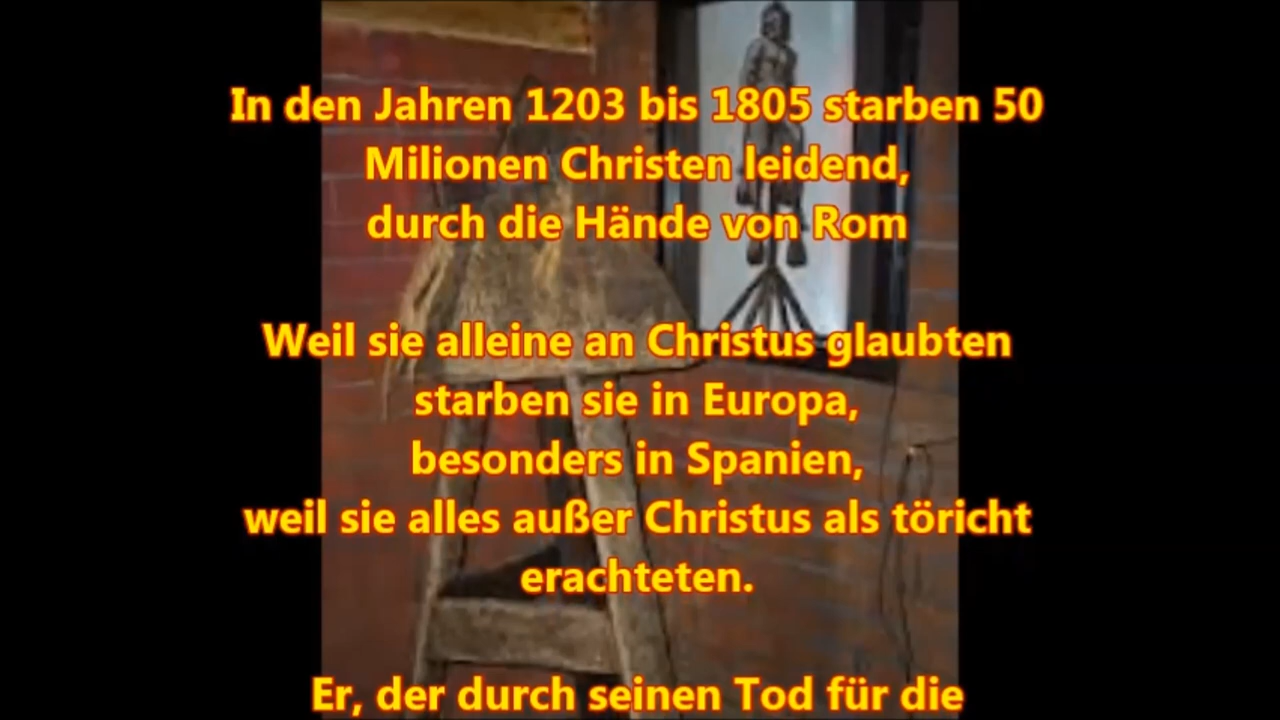 In den Jahren 1203 bis 1805 starben 50
Milionen Christen leidend,
durch die Hände von Rom
Weil sie alleine an Christus glaubten
starben sie in Europa,
besonders in Spanien,
weil sie alles außer Christus als töricht
erachteten.
Er, der durch seinen Tod für die